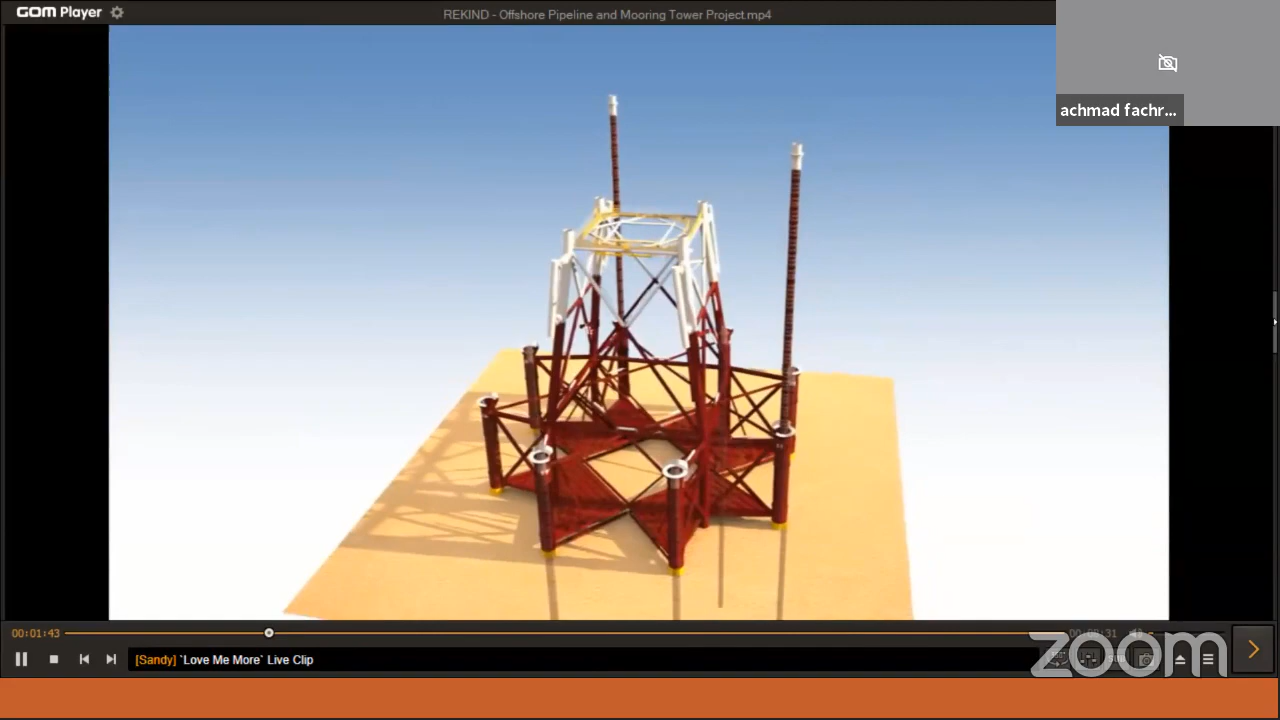 GOM Player
REKIND - Offshore Pipeline and Mooring Tower Project.mp4
achmad fachr...
00:01:43
[Sandy] `Love Me More` Live Clip
zoom